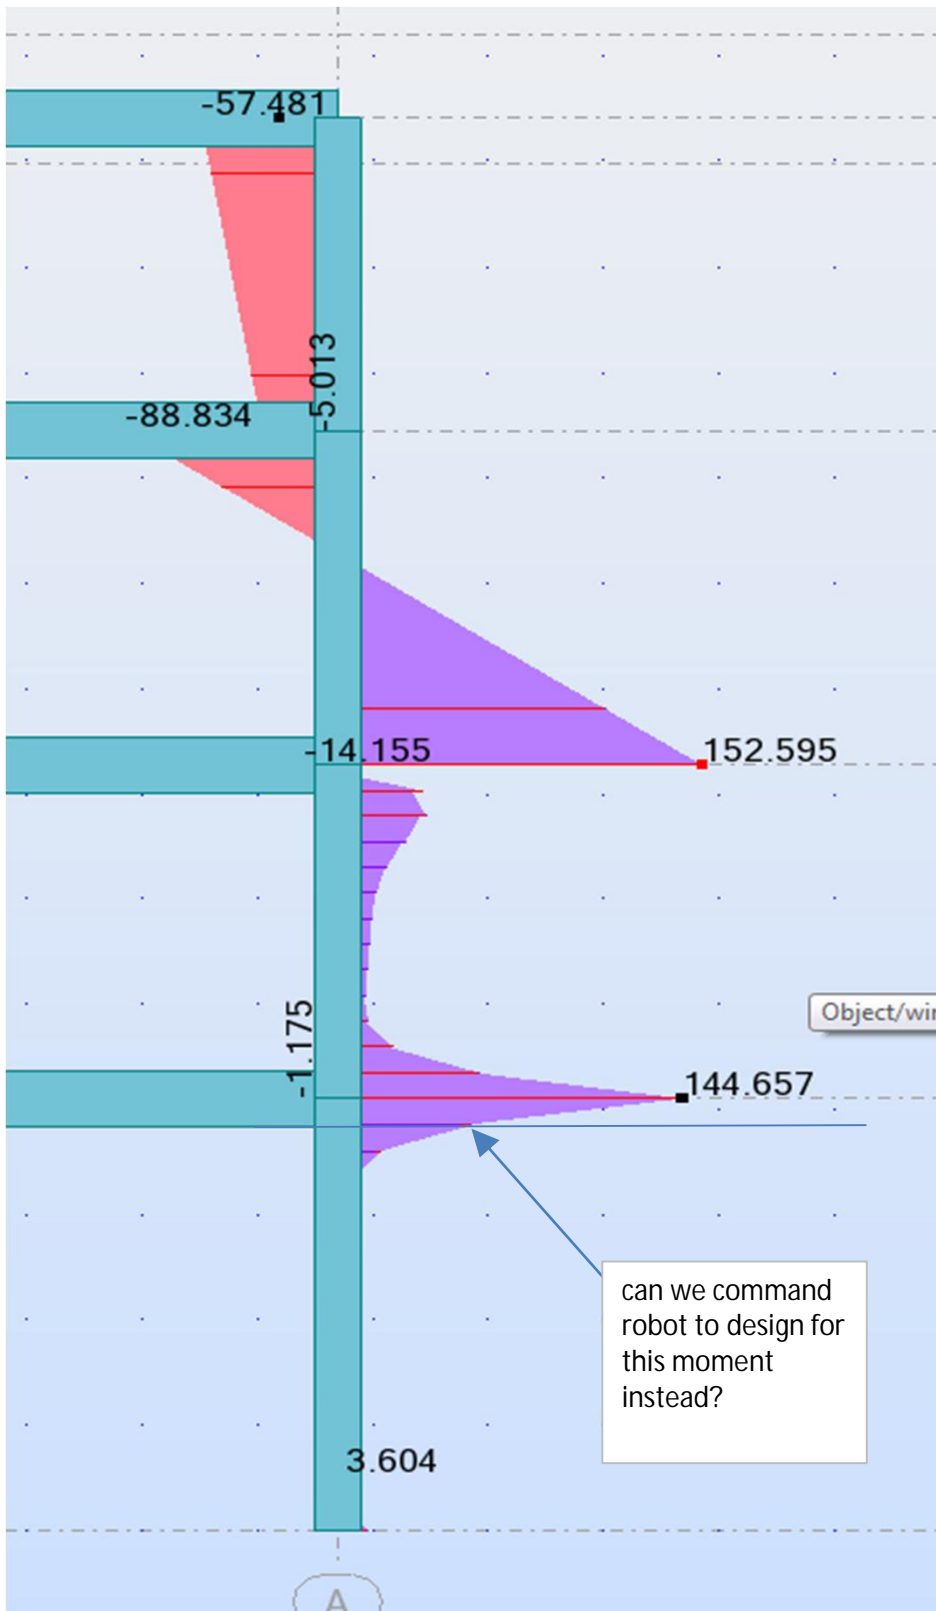 -57.481
-5.013
-88.834
-14.155
152.595
Object/wir
-1.175
144.657
can we command
robot to design for
this moment
instead?
3.604
A